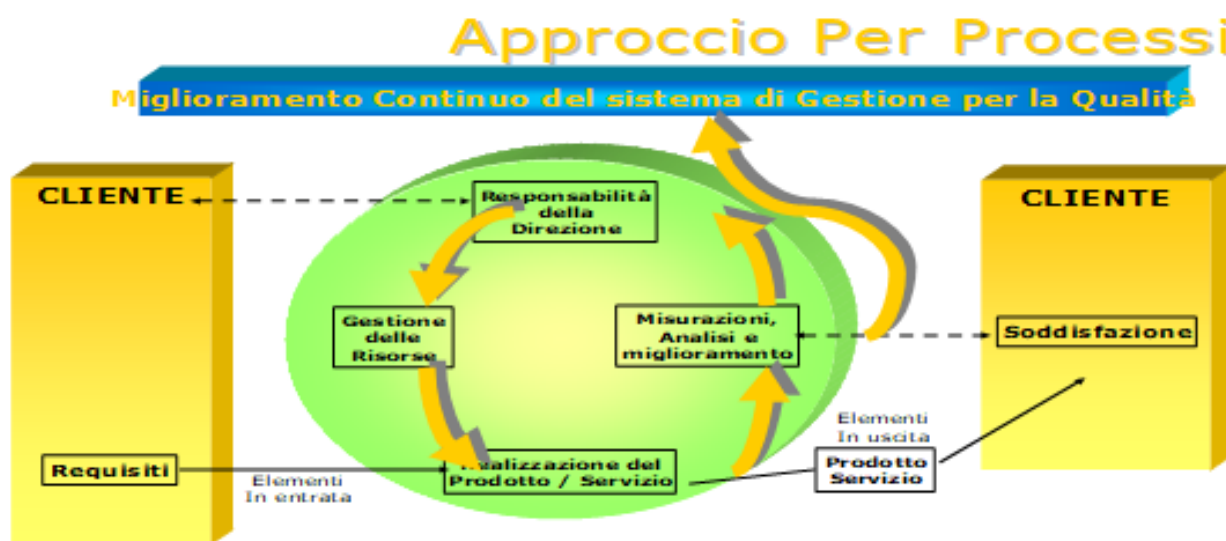 Approccio Per Processi
Miglioramento Continuo del sistema di Gestione per la Qualità
CLIENTE
Responsabilità
della
Direzione
CLIENTE
Gestione
delle
Risorse
Misurazioni,
Analisi e
miglioramento
Soddisfazione
Requisiti
Elementi
In entrata
Realizzazione del
Prodotto / Servizio
Elementi
In uscita
Prodotto
Servizio